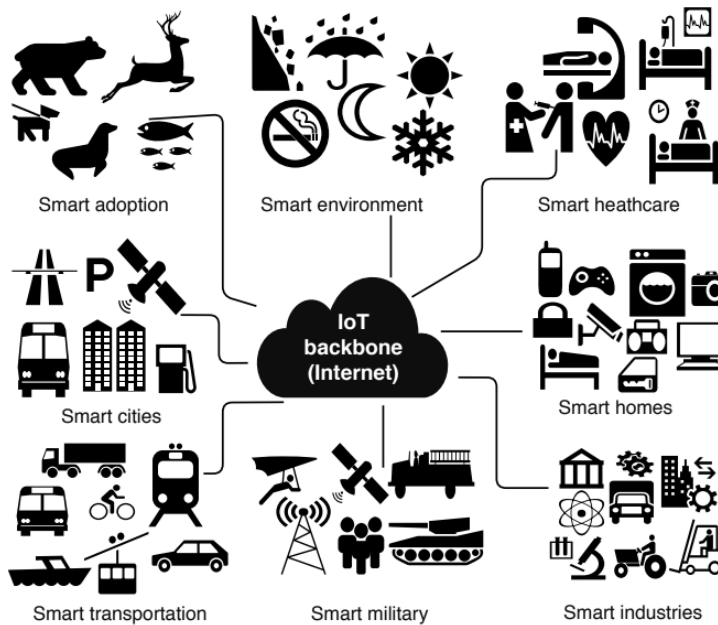 Smart adoption
Smart environment
Smart heathcare
P
IoT
backbone
(Internet)
Smart cities
Smart homes
Smart transportation
Smart military
Smart industries